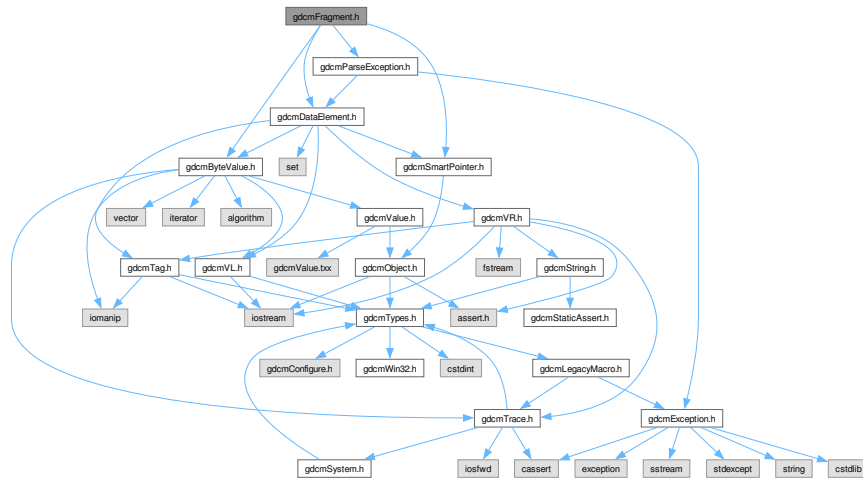 gdcmFragment.h
gdcmParseException.h
gdcmDataElement.h
gdcmByteValue.h
set
gdcmSmartPointer.h
vector
iterator
algorithm
gdcmValue.h
gdcmVR.h
gdcmTag.h
gdcmVL.h
gdcmValue.txx
gdcmObject.h
fstream
gdcmString.h
iomanip
iostream
gdcmTypes.h
assert.h
gdcmStaticAssert.h
gdcmConfigure.h
gdcmWin32.h
cstdint
gdcmLegacyMacro.h
gdcmTrace.h
gdcmException.h
gdcmSystem.h
iosfwd
cassert
exception
sstream
stdexcept
string
cstdlib